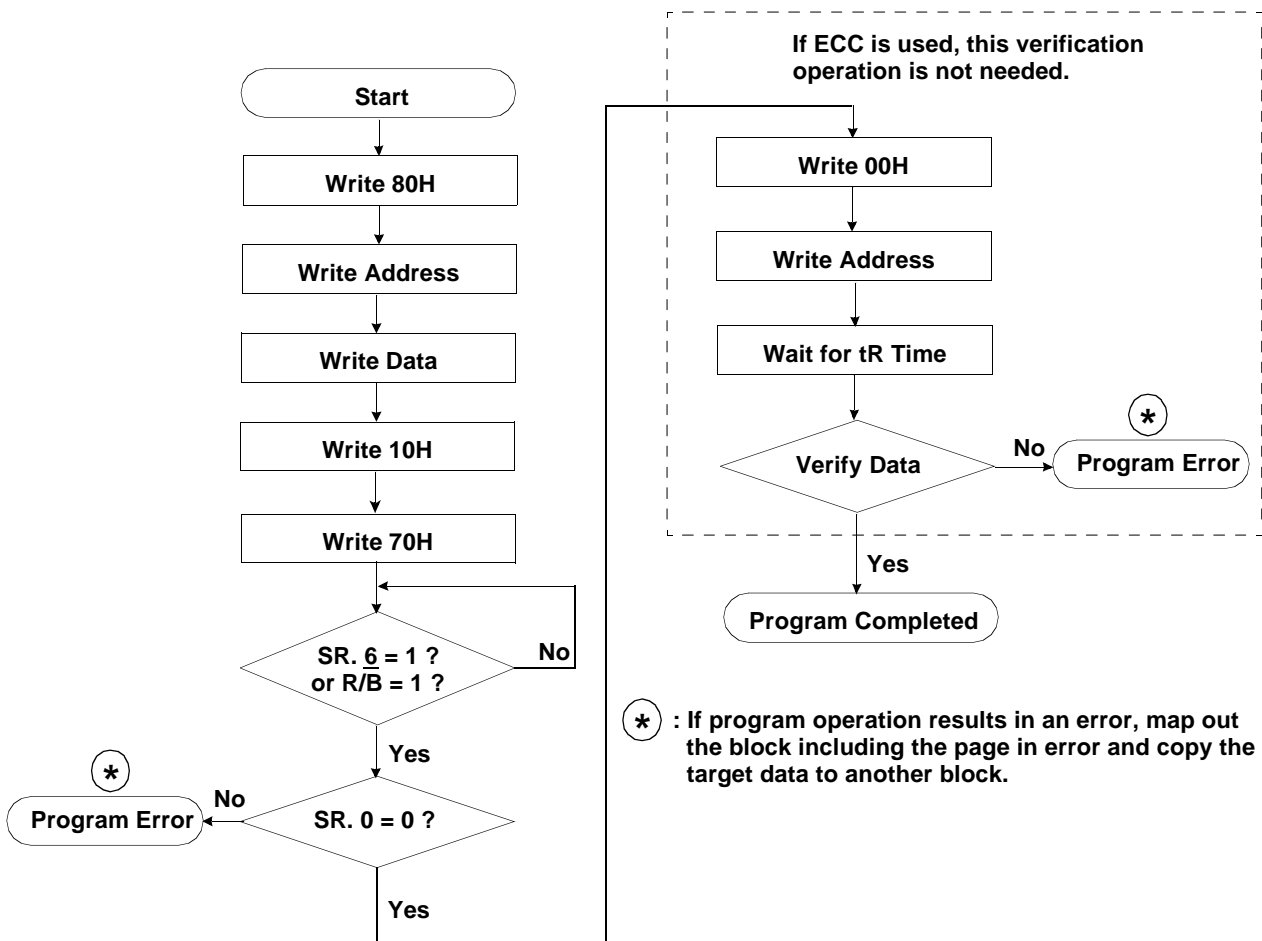 Start
Write 80H
Write Address
Write Data
Write 10H
Write 70H
SR. 6 = 1 ?
or R/B = 1 ?
No
Yes
*
Program Error
No
SR. 0 = 0 ?
Yes
If ECC is used, this verification
operation is not needed.
Write 00H
Write Address
Wait for tR Time
Verify Data
No
*
Program Error
Yes
Program Completed
* : If program operation results in an error, map out
the block including the page in error and copy the
target data to another block.